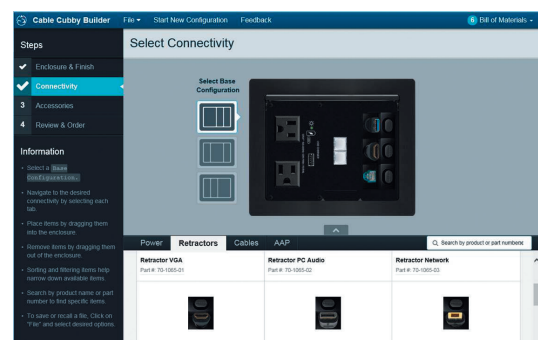 Cable Cubby Builder
File
Start New Configuration
Feedback
6 Bill of Materials
Steps
Select Connectivity
Enclosure & Finish
Connectivity
3 Accessories
4 Review & Order
Select Base
Configuration
Information
Select a Base
Configuration.
Navigate to the desired
connectivity by selecting each
tab.
Place items by dragging them
into the enclosure.
Remove items by dragging them
out of the enclosure.
Sorting and filtering items help
narrow down available items.
Search by product name or part
number to find specific items.
To save or recall a file, Click on
"File" and select desired options.
Power
Retractors
Cables
AAP
Search by product or part numbers
Retractor VGA
Part #: 70-1065-01
Retractor PC Audio
Part #: 70-1065-02
Retractor Network
Part #: 70-1065-03